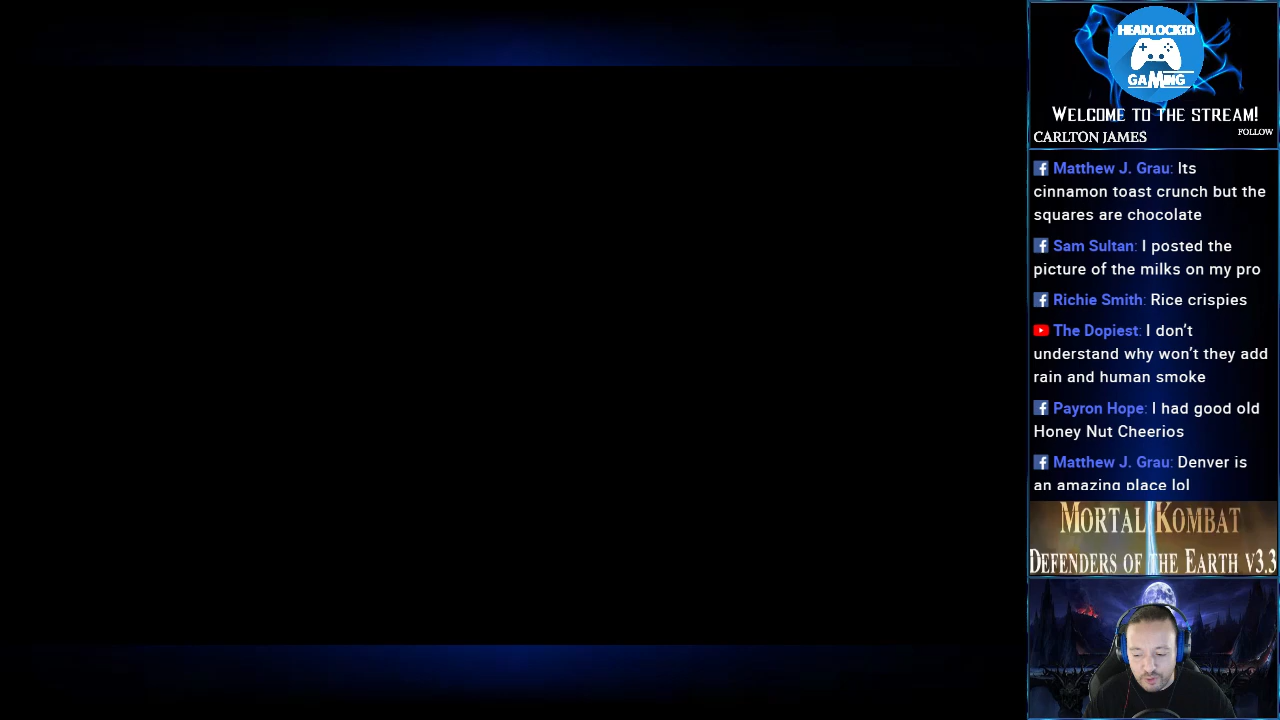 HEADLOCKED
GAMING
WELCOME TO THE STREAM!
FOLLOW
CARLTON JAMES
Matthew J. Grau: Its
cinnamon toast crunch but the
squares are chocolate
Sam Sultan: I posted the
picture of the milks on my pro
Richie Smith: Rice crispies
The Dopiest: I don’t
understand why won’t they add
rain and human smoke
Payron Hope: I had good old
Honey Nut Cheerios
Matthew J. Grau: Denver is
an amazing place lol
MORTAL KOMBAT
DEFENDERS OF THE EARTH V3.3